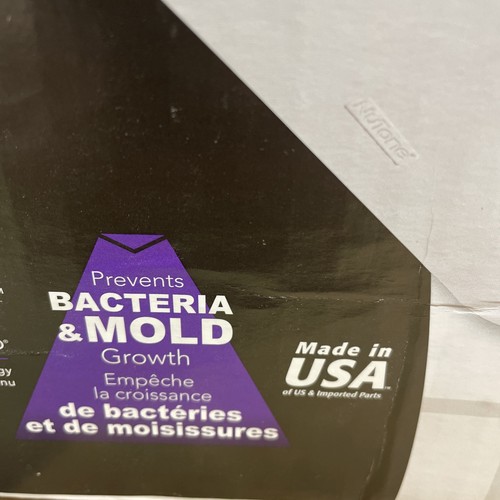 NuTone
Prevents
BACTERIA
& MOLD
Growth
Empêche
la croissance
de bactéries
et de moisissures
Made in
USA
of US & Imported Parts